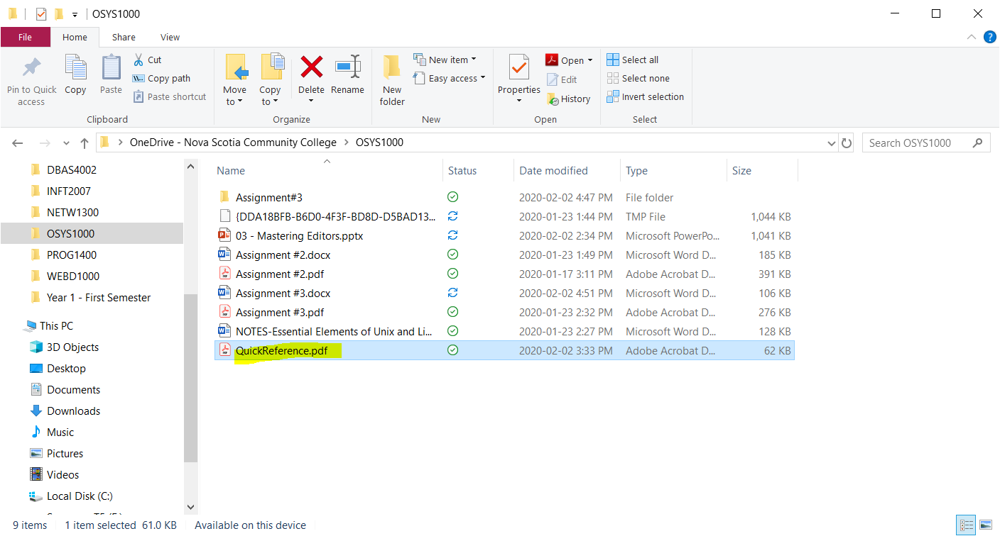 OSYS1000
File Home Share View
Pin to Quick access
Copy
Paste
Cut
Copy path
Paste shortcut
Clipboard
Move to
Copy to
Delete
Rename
Organize
New folder
New item
Easy access
New
Properties
Open
Edit
History
Open
Select all
Select none
Invert selection
Select
OneDrive - Nova Scotia Community College > OSYS1000
Search OSYS1000
DBAS4002
INFT2007
NETW1300
OSYS1000
PROG1400
WEBD1000
Year 1 - First Semester
This PC
3D Objects
Desktop
Documents
Downloads
Music
Pictures
Videos
Local Disk (C:)
Name Status Date modified Type Size
Assignment#3 2020-02-02 4:47 PM File folder
{DDA18BFB-B6D0-4F3F-BD8D-D5BAD13... 2020-01-23 1:44 PM TMP File 1,044 KB
03 - Mastering Editors.pptx 2020-02-02 2:34 PM Microsoft PowerPo... 1,041 KB
Assignment #2.docx 2020-01-23 1:49 PM Microsoft Word D... 185 KB
Assignment #2.pdf 2020-01-17 3:11 PM Adobe Acrobat D... 391 KB
Assignment #3.docx 2020-02-02 4:51 PM Microsoft Word D... 106 KB
Assignment #3.pdf 2020-01-23 2:32 PM Adobe Acrobat D... 276 KB
NOTES-Essential Elements of Unix and Li... 2020-01-23 2:27 PM Microsoft Word D... 128 KB
QuickReference.pdf 2020-02-02 3:33 PM Adobe Acrobat D... 62 KB
9 items 1 item selected 61.0 KB Available on this device